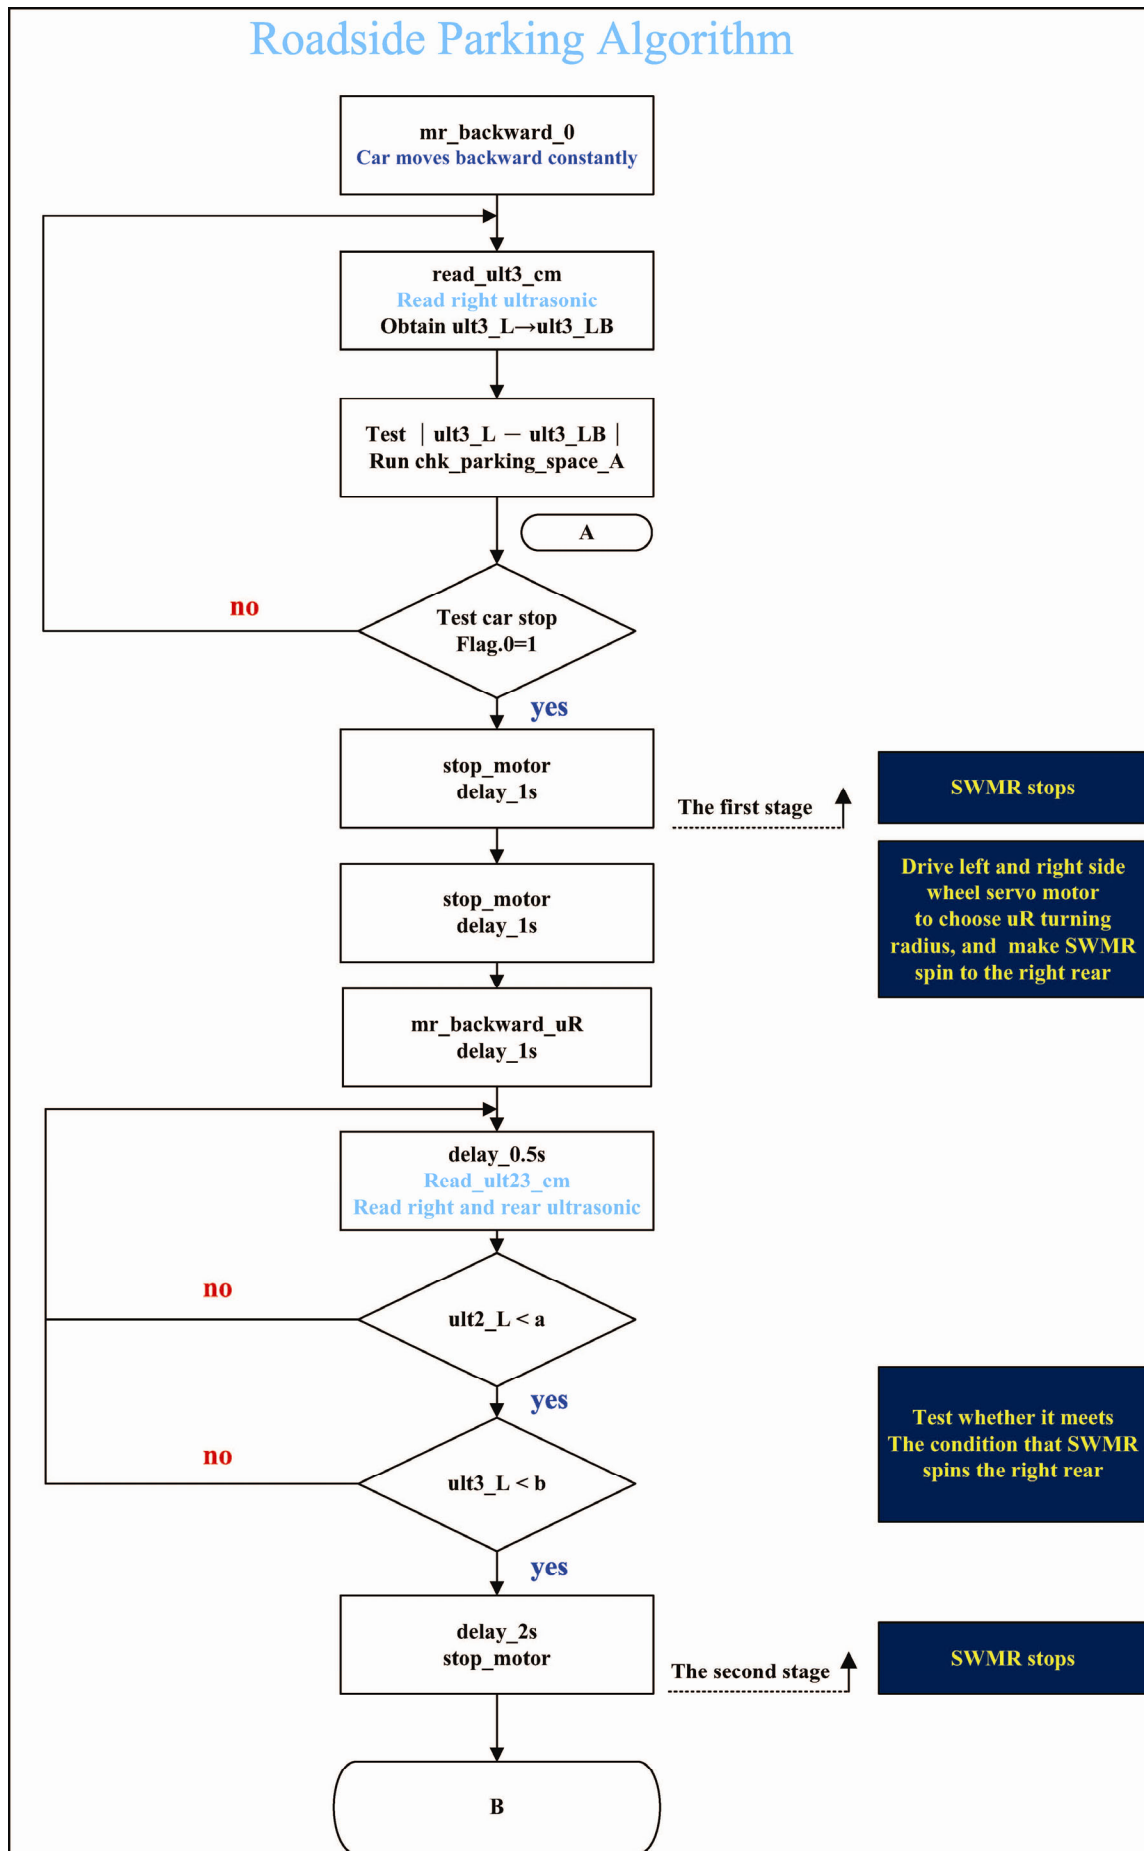 Roadside Parking Algorithm
mr_backward_0
Car moves backward constantly
read_ult3_cm
Read right ultrasonic
Obtain ult3_L→ult3_LB
Test | ult3_L − ult3_LB |
Run chk_parking_space_A
A
no
Test car stop
Flag.0=1
yes
stop_motor
delay_1s
The first stage
SWMR stops
Drive left and right side
wheel servo motor
to choose uR turning
radius, and make SWMR
spin to the right rear
stop_motor
delay_1s
mr_backward_uR
delay_1s
delay_0.5s
Read_ult23_cm
Read right and rear ultrasonic
no
ult2_L < a
yes
no
ult3_L < b
Test whether it meets
The condition that SWMR
spins the right rear
yes
delay_2s
stop_motor
The second stage
SWMR stops
B